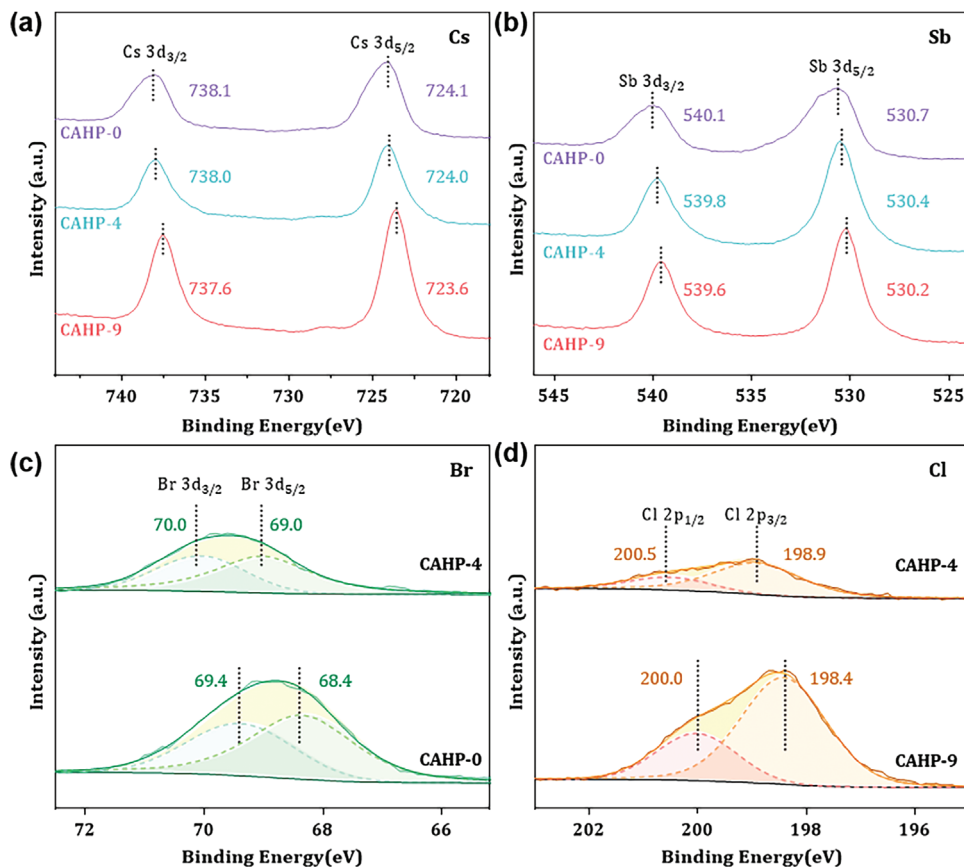 (a)
Cs
Cs 3d3/2
Cs 3d5/2
738.1
724.1
CAHP-0
738.0
724.0
CAHP-4
737.6
723.6
CAHP-9
Intensity (a.u.)
740 735 730 725 720
Binding Energy(eV)
(b)
Sb
Sb 3d3/2
Sb 3d5/2
540.1
530.7
CAHP-0
539.8
530.4
CAHP-4
539.6
530.2
CAHP-9
Intensity (a.u.)
545 540 535 530 525
Binding Energy(eV)
(c)
Br
Br 3d3/2 Br 3d5/2
70.0 69.0
CAHP-4
69.4 68.4
CAHP-0
Intensity (a.u.)
72 70 68 66
Binding Energy(eV)
(d)
Cl
Cl 2p1/2 Cl 2p3/2
200.5 198.9
CAHP-4
200.0 198.4
CAHP-9
Intensity (a.u.)
202 200 198 196
Binding Energy(eV)